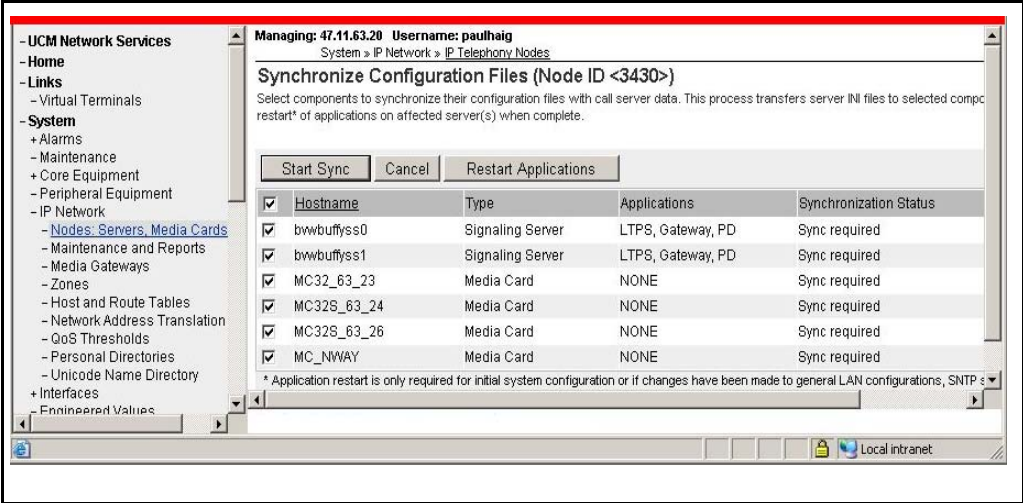 - UCM Network Services
- Home
- Links
- Virtual Terminals
- System
+ Alarms
- Maintenance
+ Core Equipment
- Peripheral Equipment
- IP Network
- Nodes: Servers, Media Cards
- Maintenance and Reports
- Media Gateways
- Zones
- Host and Route Tables
- Network Address Translation
- QoS Thresholds
- Personal Directories
- Unicode Name Directory
+ Interfaces
- Engineered Values
Managing: 47.11.63.20 Username: paulhaig
System » IP Network » IP Telephony Nodes
Synchronize Configuration Files (Node ID <3430>)
Select components to synchronize their configuration files with call server data. This process transfers server INI files to selected compo
restart* of applications on affected server(s) when complete.
Start Sync Cancel Restart Applications
Hostname Type Applications Synchronization Status
bvwbuffyss0 Signaling Server LTPS, Gateway, PD Sync required
bvwbuffyss1 Signaling Server LTPS, Gateway, PD Sync required
MC32_63_23 Media Card NONE Sync required
MC32S_63_24 Media Card NONE Sync required
MC32S_63_26 Media Card NONE Sync required
MC_NWAY Media Card NONE Sync required
* Application restart is only required for initial system configuration or if changes have been made to general LAN configurations, SNTP s
Local intranet